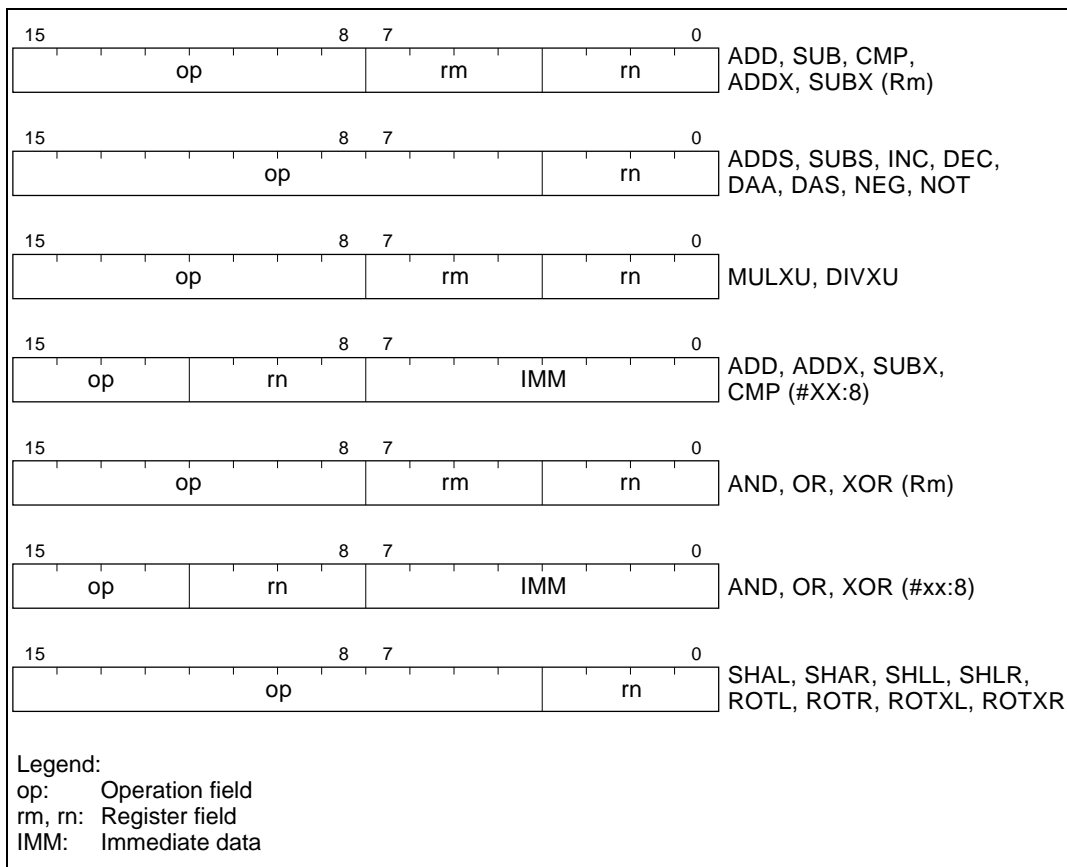 15 8 7 0
op rm rn
ADD, SUB, CMP,
ADDX, SUBX (Rm)
15 8 7 0
op rn
ADDS, SUBS, INC, DEC,
DAA, DAS, NEG, NOT
15 8 7 0
op rm rn
MULXU, DIVXU
15 8 7 0
op rn IMM
ADD, ADDX, SUBX,
CMP (#XX:8)
15 8 7 0
op rm rn
AND, OR, XOR (Rm)
15 8 7 0
op rn IMM
AND, OR, XOR (#xx:8)
15 8 7 0
op rn
SHAL, SHAR, SHLL, SHLR,
ROTL, ROTR, ROTXL, ROTXR
Legend:
op: Operation field
rm, rn: Register field
IMM: Immediate data